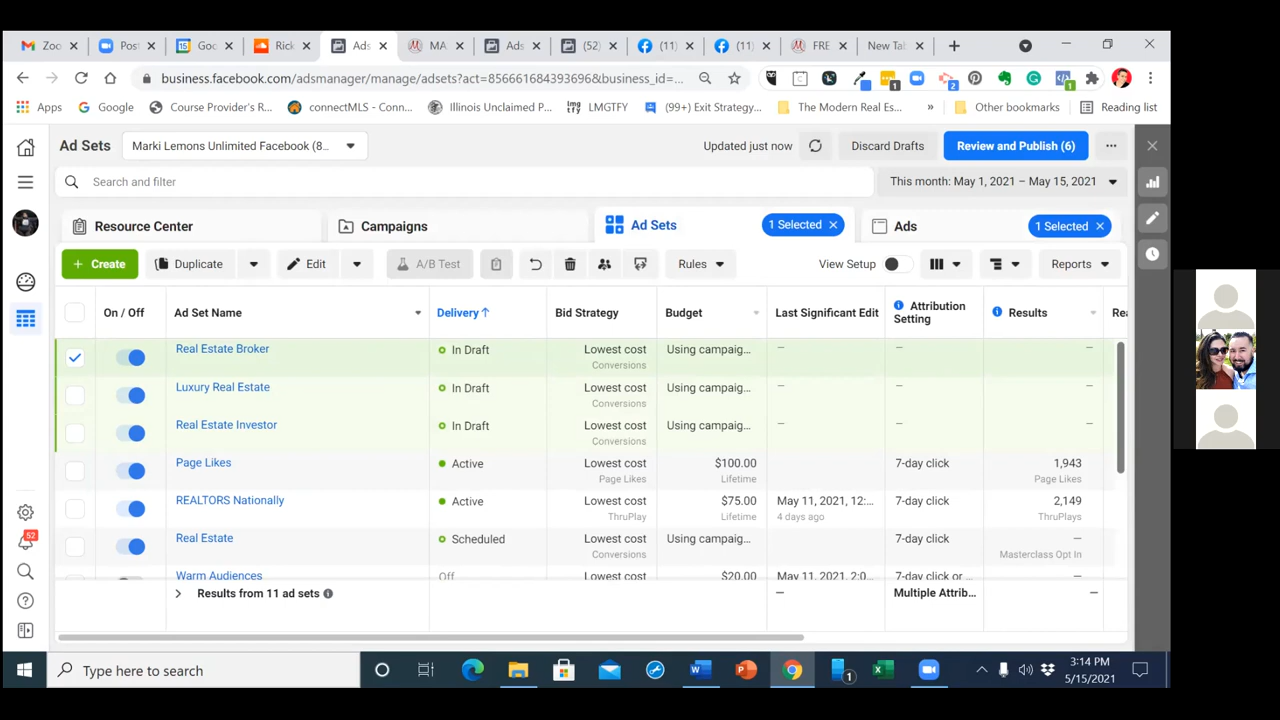 Zoo
Post
Goo
Rick
Ads
MA
Ads
(52)
(11)
(11)
FRE
New Ta
business.facebook.com/adsmanager/manage/adsets?act=856661684393696&business_id=...
Apps
Google
Course Provider's R...
connectMLS - Conn...
Illinois Unclaimed P...
LMGTFY
(99+) Exit Strategy...
The Modern Real Es...
»
Other bookmarks
Reading list
Ad Sets
Marki Lemons Unlimited Facebook (8...
Updated just now
Discard Drafts
Review and Publish (6)
Search and filter
This month: May 1, 2021 – May 15, 2021
Resource Center
Campaigns
Ad Sets
1 Selected
Ads
1 Selected
+ Create
Duplicate
Edit
A/B Test
Rules
View Setup
Reports
On / Off
Ad Set Name
Delivery ↑
Bid Strategy
Budget
Last Significant Edit
Attribution
Setting
Results
Rea
Real Estate Broker
In Draft
Lowest cost
Conversions
Using campaig...
—
—
—
Luxury Real Estate
In Draft
Lowest cost
Conversions
Using campaig...
—
—
—
Real Estate Investor
In Draft
Lowest cost
Conversions
Using campaig...
—
—
—
Page Likes
Active
Lowest cost
Page Likes
$100.00
Lifetime
7-day click
1,943
Page Likes
REALTORS Nationally
Active
Lowest cost
ThruPlay
$75.00
Lifetime
May 11, 2021, 12:...
4 days ago
7-day click
2,149
ThruPlays
Real Estate
Scheduled
Lowest cost
Conversions
Using campaig...
7-day click
—
Masterclass Opt In
Warm Audiences
Off
Lowest cost
$20.00
May 11, 2021, 2:0...
7-day click or ...
—
Results from 11 ad sets
—
Multiple Attrib...
—
52
Type here to search
1
3:14 PM
5/15/2021